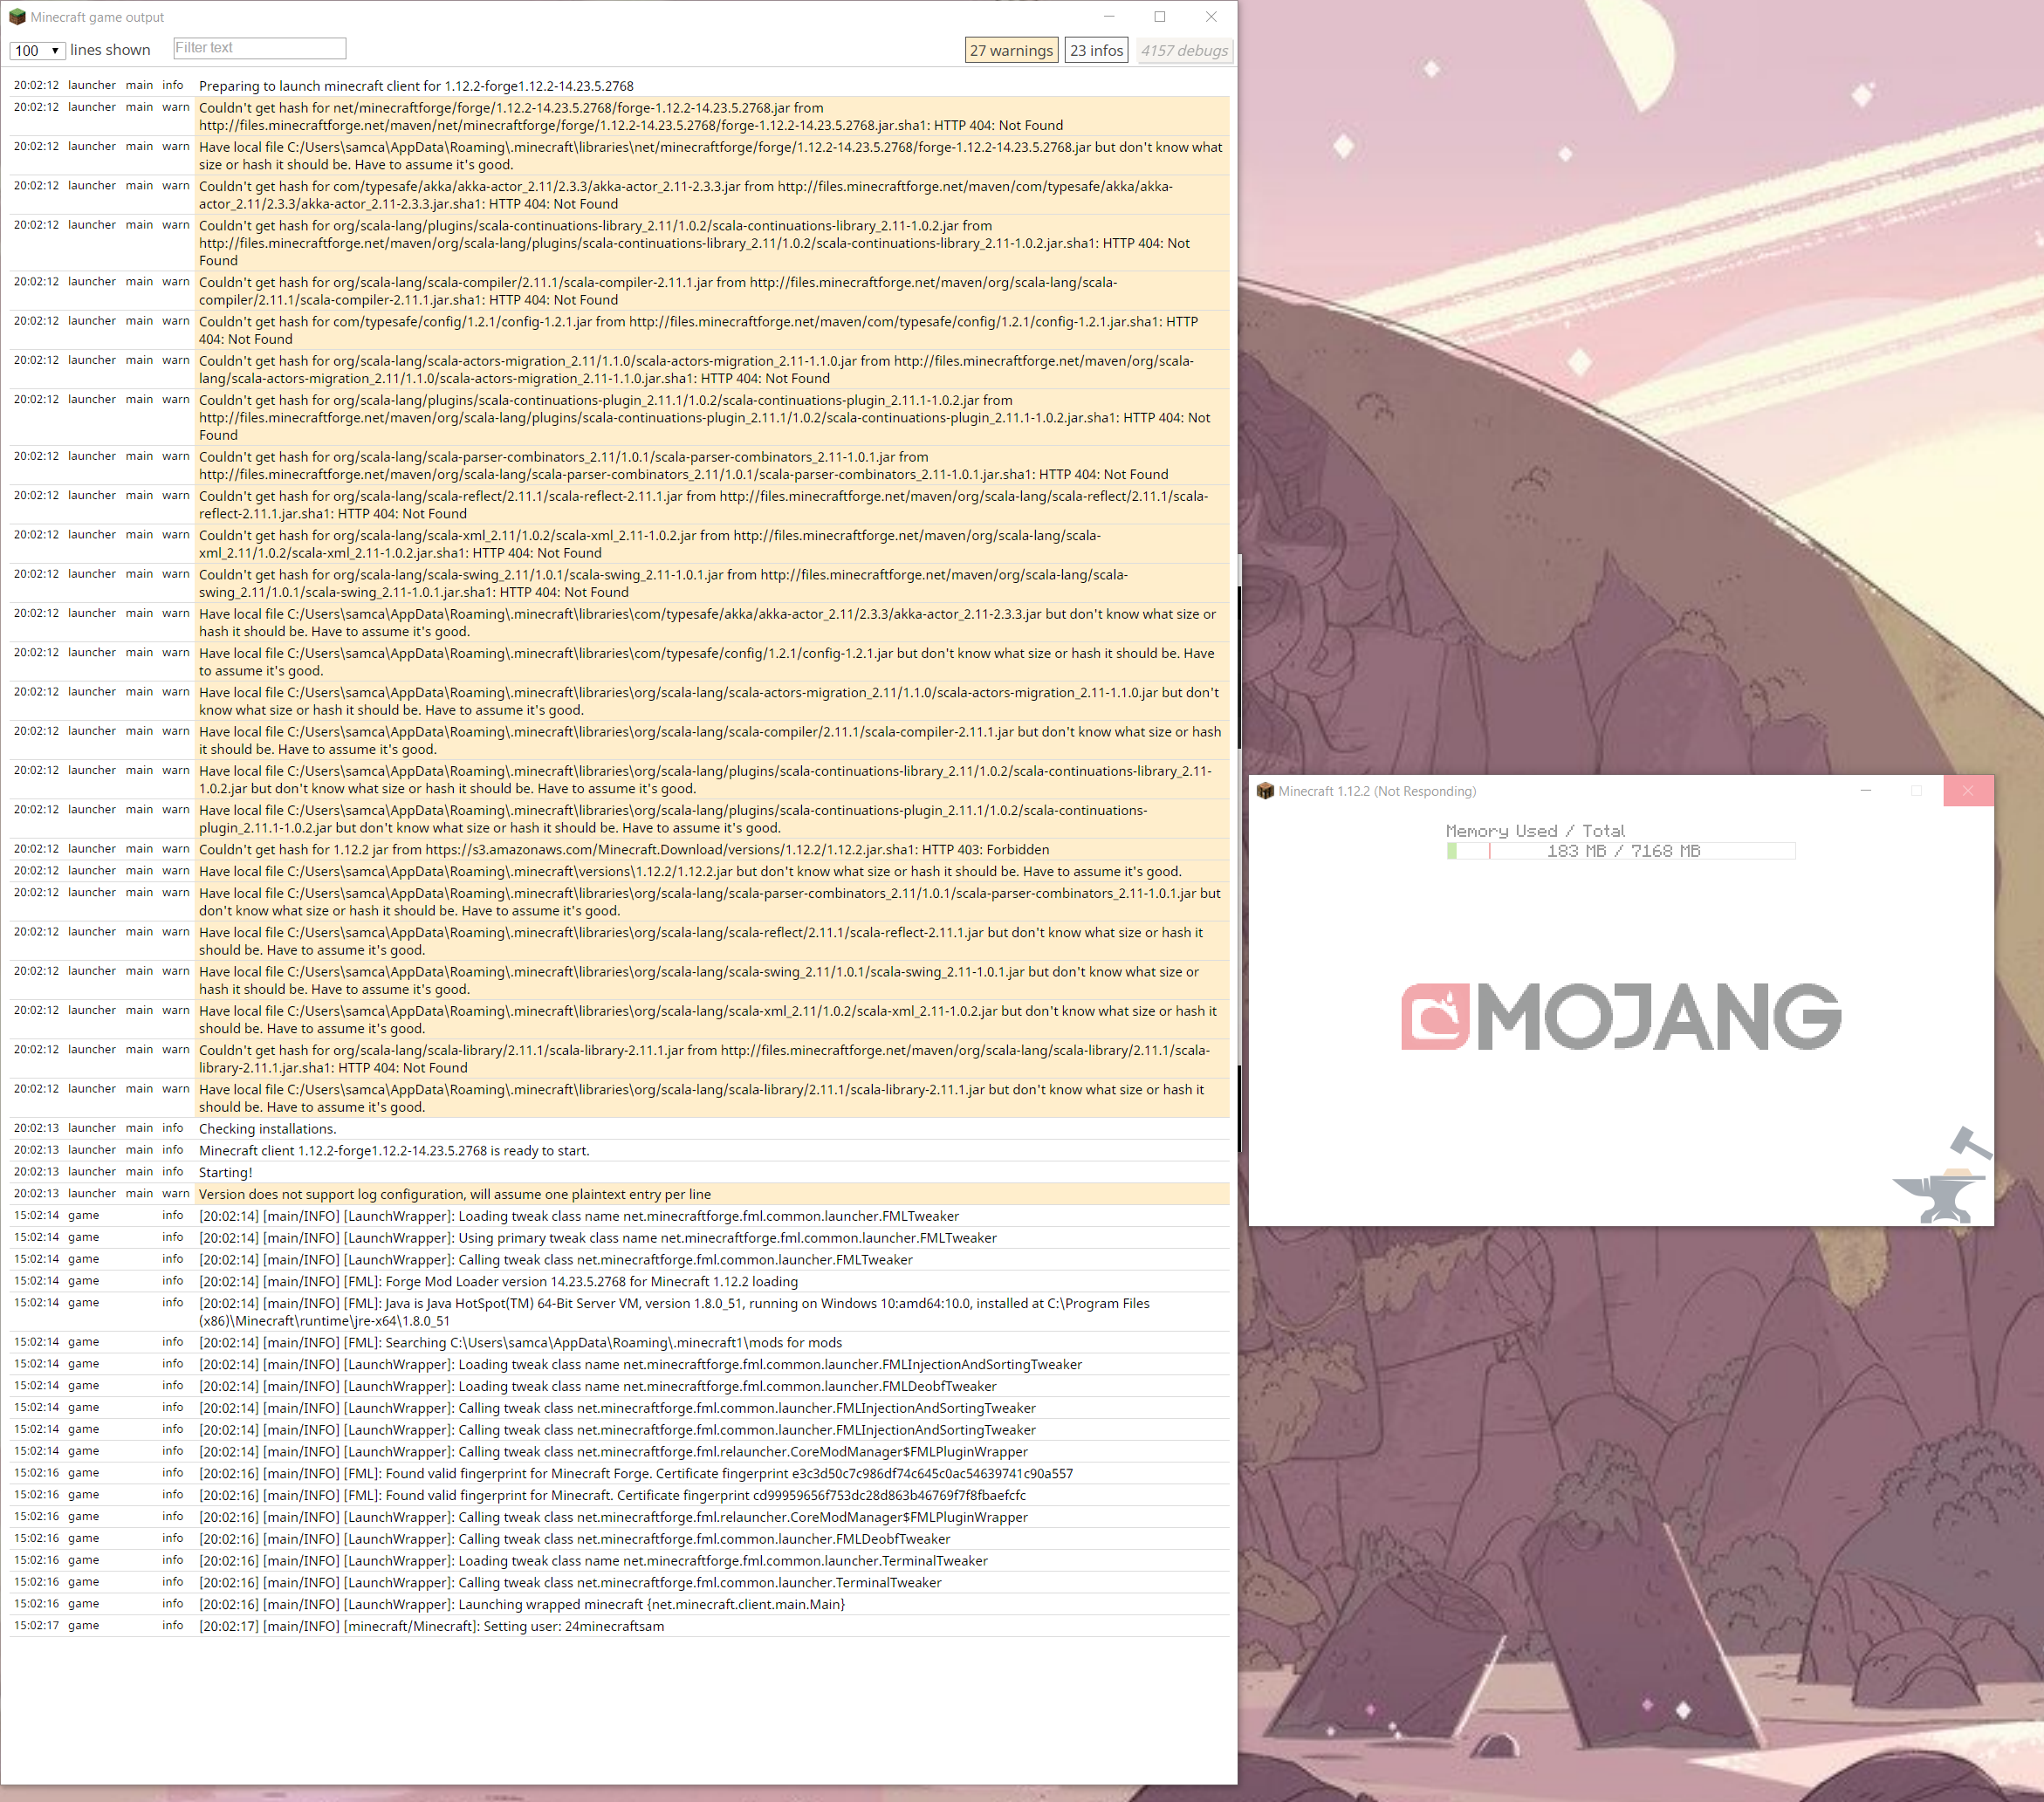 Minecraft game output
100 ▼ lines shown
Filter text
27 warnings
23 infos
4157 debugs
20:02:12 launcher main info Preparing to launch minecraft client for 1.12.2-forge1.12.2-14.23.5.2768
20:02:12 launcher main warn Couldn't get hash for net/minecraftforge/forge/1.12.2-14.23.5.2768/forge-1.12.2-14.23.5.2768.jar from
http://files.minecraftforge.net/maven/net/minecraftforge/forge/1.12.2-14.23.5.2768/forge-1.12.2-14.23.5.2768.jar.sha1: HTTP 404: Not Found
20:02:12 launcher main warn Have local file C:/Users\samca\AppData\Roaming\.minecraft\libraries\net/minecraftforge/forge/1.12.2-14.23.5.2768/forge-1.12.2-14.23.5.2768.jar but don't know what
size or hash it should be. Have to assume it's good.
20:02:12 launcher main warn Couldn't get hash for com/typesafe/akka/akka-actor_2.11/2.3.3/akka-actor_2.11-2.3.3.jar from http://files.minecraftforge.net/maven/com/typesafe/akka/akka-
actor_2.11/2.3.3/akka-actor_2.11-2.3.3.jar.sha1: HTTP 404: Not Found
20:02:12 launcher main warn Couldn't get hash for org/scala-lang/plugins/scala-continuations-library_2.11/1.0.2/scala-continuations-library_2.11-1.0.2.jar from
http://files.minecraftforge.net/maven/org/scala-lang/plugins/scala-continuations-library_2.11/1.0.2/scala-continuations-library_2.11-1.0.2.jar.sha1: HTTP 404: Not
Found
20:02:12 launcher main warn Couldn't get hash for org/scala-lang/scala-compiler/2.11.1/scala-compiler-2.11.1.jar from http://files.minecraftforge.net/maven/org/scala-lang/scala-
compiler/2.11.1/scala-compiler-2.11.1.jar.sha1: HTTP 404: Not Found
20:02:12 launcher main warn Couldn't get hash for com/typesafe/config/1.2.1/config-1.2.1.jar from http://files.minecraftforge.net/maven/com/typesafe/config/1.2.1/config-1.2.1.jar.sha1: HTTP
404: Not Found
20:02:12 launcher main warn Couldn't get hash for org/scala-lang/scala-actors-migration_2.11/1.1.0/scala-actors-migration_2.11-1.1.0.jar from http://files.minecraftforge.net/maven/org/scala-
lang/scala-actors-migration_2.11/1.1.0/scala-actors-migration_2.11-1.1.0.jar.sha1: HTTP 404: Not Found
20:02:12 launcher main warn Couldn't get hash for org/scala-lang/plugins/scala-continuations-plugin_2.11.1/1.0.2/scala-continuations-plugin_2.11.1-1.0.2.jar from
http://files.minecraftforge.net/maven/org/scala-lang/plugins/scala-continuations-plugin_2.11.1/1.0.2/scala-continuations-plugin_2.11.1-1.0.2.jar.sha1: HTTP 404: Not
Found
20:02:12 launcher main warn Couldn't get hash for org/scala-lang/scala-parser-combinators_2.11/1.0.1/scala-parser-combinators_2.11-1.0.1.jar from
http://files.minecraftforge.net/maven/org/scala-lang/scala-parser-combinators_2.11/1.0.1/scala-parser-combinators_2.11-1.0.1.jar.sha1: HTTP 404: Not Found
20:02:12 launcher main warn Couldn't get hash for org/scala-lang/scala-reflect/2.11.1/scala-reflect-2.11.1.jar from http://files.minecraftforge.net/maven/org/scala-lang/scala-reflect/2.11.1/scala-
reflect-2.11.1.jar.sha1: HTTP 404: Not Found
20:02:12 launcher main warn Couldn't get hash for org/scala-lang/scala-xml_2.11/1.0.2/scala-xml_2.11-1.0.2.jar from http://files.minecraftforge.net/maven/org/scala-lang/scala-
xml_2.11/1.0.2/scala-xml_2.11-1.0.2.jar.sha1: HTTP 404: Not Found
20:02:12 launcher main warn Couldn't get hash for org/scala-lang/scala-swing_2.11/1.0.1/scala-swing_2.11-1.0.1.jar from http://files.minecraftforge.net/maven/org/scala-lang/scala-
swing_2.11/1.0.1/scala-swing_2.11-1.0.1.jar.sha1: HTTP 404: Not Found
20:02:12 launcher main warn Have local file C:/Users\samca\AppData\Roaming\.minecraft\libraries\com/typesafe/akka/akka-actor_2.11/2.3.3/akka-actor_2.11-2.3.3.jar but don't know what size or
hash it should be. Have to assume it's good.
20:02:12 launcher main warn Have local file C:/Users\samca\AppData\Roaming\.minecraft\libraries\com/typesafe/config/1.2.1/config-1.2.1.jar but don't know what size or hash it should be. Have
to assume it's good.
20:02:12 launcher main warn Have local file C:/Users\samca\AppData\Roaming\.minecraft\libraries\org/scala-lang/scala-actors-migration_2.11/1.1.0/scala-actors-migration_2.11-1.1.0.jar but don't
know what size or hash it should be. Have to assume it's good.
20:02:12 launcher main warn Have local file C:/Users\samca\AppData\Roaming\.minecraft\libraries\org/scala-lang/scala-compiler/2.11.1/scala-compiler-2.11.1.jar but don't know what size or hash
it should be. Have to assume it's good.
20:02:12 launcher main warn Have local file C:/Users\samca\AppData\Roaming\.minecraft\libraries\org/scala-lang/plugins/scala-continuations-library_2.11/1.0.2/scala-continuations-library_2.11-
1.0.2.jar but don't know what size or hash it should be. Have to assume it's good.
20:02:12 launcher main warn Have local file C:/Users\samca\AppData\Roaming\.minecraft\libraries\org/scala-lang/plugins/scala-continuations-plugin_2.11.1/1.0.2/scala-continuations-
plugin_2.11.1-1.0.2.jar but don't know what size or hash it should be. Have to assume it's good.
20:02:12 launcher main warn Couldn't get hash for 1.12.2 jar from https://s3.amazonaws.com/Minecraft.Download/versions/1.12.2/1.12.2.jar.sha1: HTTP 403: Forbidden
20:02:12 launcher main warn Have local file C:/Users\samca\AppData\Roaming\.minecraft\versions\1.12.2/1.12.2.jar but don't know what size or hash it should be. Have to assume it's good.
20:02:12 launcher main warn Have local file C:/Users\samca\AppData\Roaming\.minecraft\libraries\org/scala-lang/scala-parser-combinators_2.11/1.0.1/scala-parser-combinators_2.11-1.0.1.jar but
don't know what size or hash it should be. Have to assume it's good.
20:02:12 launcher main warn Have local file C:/Users\samca\AppData\Roaming\.minecraft\libraries\org/scala-lang/scala-reflect/2.11.1/scala-reflect-2.11.1.jar but don't know what size or hash it
should be. Have to assume it's good.
20:02:12 launcher main warn Have local file C:/Users\samca\AppData\Roaming\.minecraft\libraries\org/scala-lang/scala-swing_2.11/1.0.1/scala-swing_2.11-1.0.1.jar but don't know what size or
hash it should be. Have to assume it's good.
20:02:12 launcher main warn Have local file C:/Users\samca\AppData\Roaming\.minecraft\libraries\org/scala-lang/scala-xml_2.11/1.0.2/scala-xml_2.11-1.0.2.jar but don't know what size or hash it
should be. Have to assume it's good.
20:02:12 launcher main warn Couldn't get hash for org/scala-lang/scala-library/2.11.1/scala-library-2.11.1.jar from http://files.minecraftforge.net/maven/org/scala-lang/scala-library/2.11.1/scala-
library-2.11.1.jar.sha1: HTTP 404: Not Found
20:02:12 launcher main warn Have local file C:/Users\samca\AppData\Roaming\.minecraft\libraries\org/scala-lang/scala-library/2.11.1/scala-library-2.11.1.jar but don't know what size or hash it
should be. Have to assume it's good.
20:02:13 launcher main info Checking installations.
20:02:13 launcher main info Minecraft client 1.12.2-forge1.12.2-14.23.5.2768 is ready to start.
20:02:13 launcher main info Starting!
20:02:13 launcher main warn Version does not support log configuration, will assume one plaintext entry per line
15:02:14 game info [20:02:14] [main/INFO] [LaunchWrapper]: Loading tweak class name net.minecraftforge.fml.common.launcher.FMLTweaker
15:02:14 game info [20:02:14] [main/INFO] [LaunchWrapper]: Using primary tweak class name net.minecraftforge.fml.common.launcher.FMLTweaker
15:02:14 game info [20:02:14] [main/INFO] [LaunchWrapper]: Calling tweak class net.minecraftforge.fml.common.launcher.FMLTweaker
15:02:14 game info [20:02:14] [main/INFO] [FML]: Forge Mod Loader version 14.23.5.2768 for Minecraft 1.12.2 loading
15:02:14 game info [20:02:14] [main/INFO] [FML]: Java is Java HotSpot(TM) 64-Bit Server VM, version 1.8.0_51, running on Windows 10:amd64:10.0, installed at C:\Program Files
(x86)\Minecraft\runtime\jre-x64\1.8.0_51
15:02:14 game info [20:02:14] [main/INFO] [FML]: Searching C:\Users\samca\AppData\Roaming\.minecraft1\mods for mods
15:02:14 game info [20:02:14] [main/INFO] [LaunchWrapper]: Loading tweak class name net.minecraftforge.fml.common.launcher.FMLInjectionAndSortingTweaker
15:02:14 game info [20:02:14] [main/INFO] [LaunchWrapper]: Loading tweak class name net.minecraftforge.fml.common.launcher.FMLDeobfTweaker
15:02:14 game info [20:02:14] [main/INFO] [LaunchWrapper]: Calling tweak class net.minecraftforge.fml.common.launcher.FMLInjectionAndSortingTweaker
15:02:14 game info [20:02:14] [main/INFO] [LaunchWrapper]: Calling tweak class net.minecraftforge.fml.common.launcher.FMLInjectionAndSortingTweaker
15:02:14 game info [20:02:14] [main/INFO] [LaunchWrapper]: Calling tweak class net.minecraftforge.fml.relauncher.CoreModManager$FMLPluginWrapper
15:02:16 game info [20:02:16] [main/INFO] [FML]: Found valid fingerprint for Minecraft Forge. Certificate fingerprint e3c3d50c7c986df74c645c0ac54639741c90a557
15:02:16 game info [20:02:16] [main/INFO] [FML]: Found valid fingerprint for Minecraft. Certificate fingerprint cd99959656f753dc28d863b46769f7f8fbaefcfc
15:02:16 game info [20:02:16] [main/INFO] [LaunchWrapper]: Calling tweak class net.minecraftforge.fml.relauncher.CoreModManager$FMLPluginWrapper
15:02:16 game info [20:02:16] [main/INFO] [LaunchWrapper]: Calling tweak class net.minecraftforge.fml.common.launcher.FMLDeobfTweaker
15:02:16 game info [20:02:16] [main/INFO] [LaunchWrapper]: Loading tweak class name net.minecraftforge.fml.common.launcher.TerminalTweaker
15:02:16 game info [20:02:16] [main/INFO] [LaunchWrapper]: Calling tweak class net.minecraftforge.fml.common.launcher.TerminalTweaker
15:02:16 game info [20:02:16] [main/INFO] [LaunchWrapper]: Launching wrapped minecraft {net.minecraft.client.main.Main}
15:02:17 game info [20:02:17] [main/INFO] [minecraft/Minecraft]: Setting user: 24minecraftsam
Minecraft 1.12.2 (Not Responding)
Memory Used / Total
183 MB / 7168 MB
MOJANG